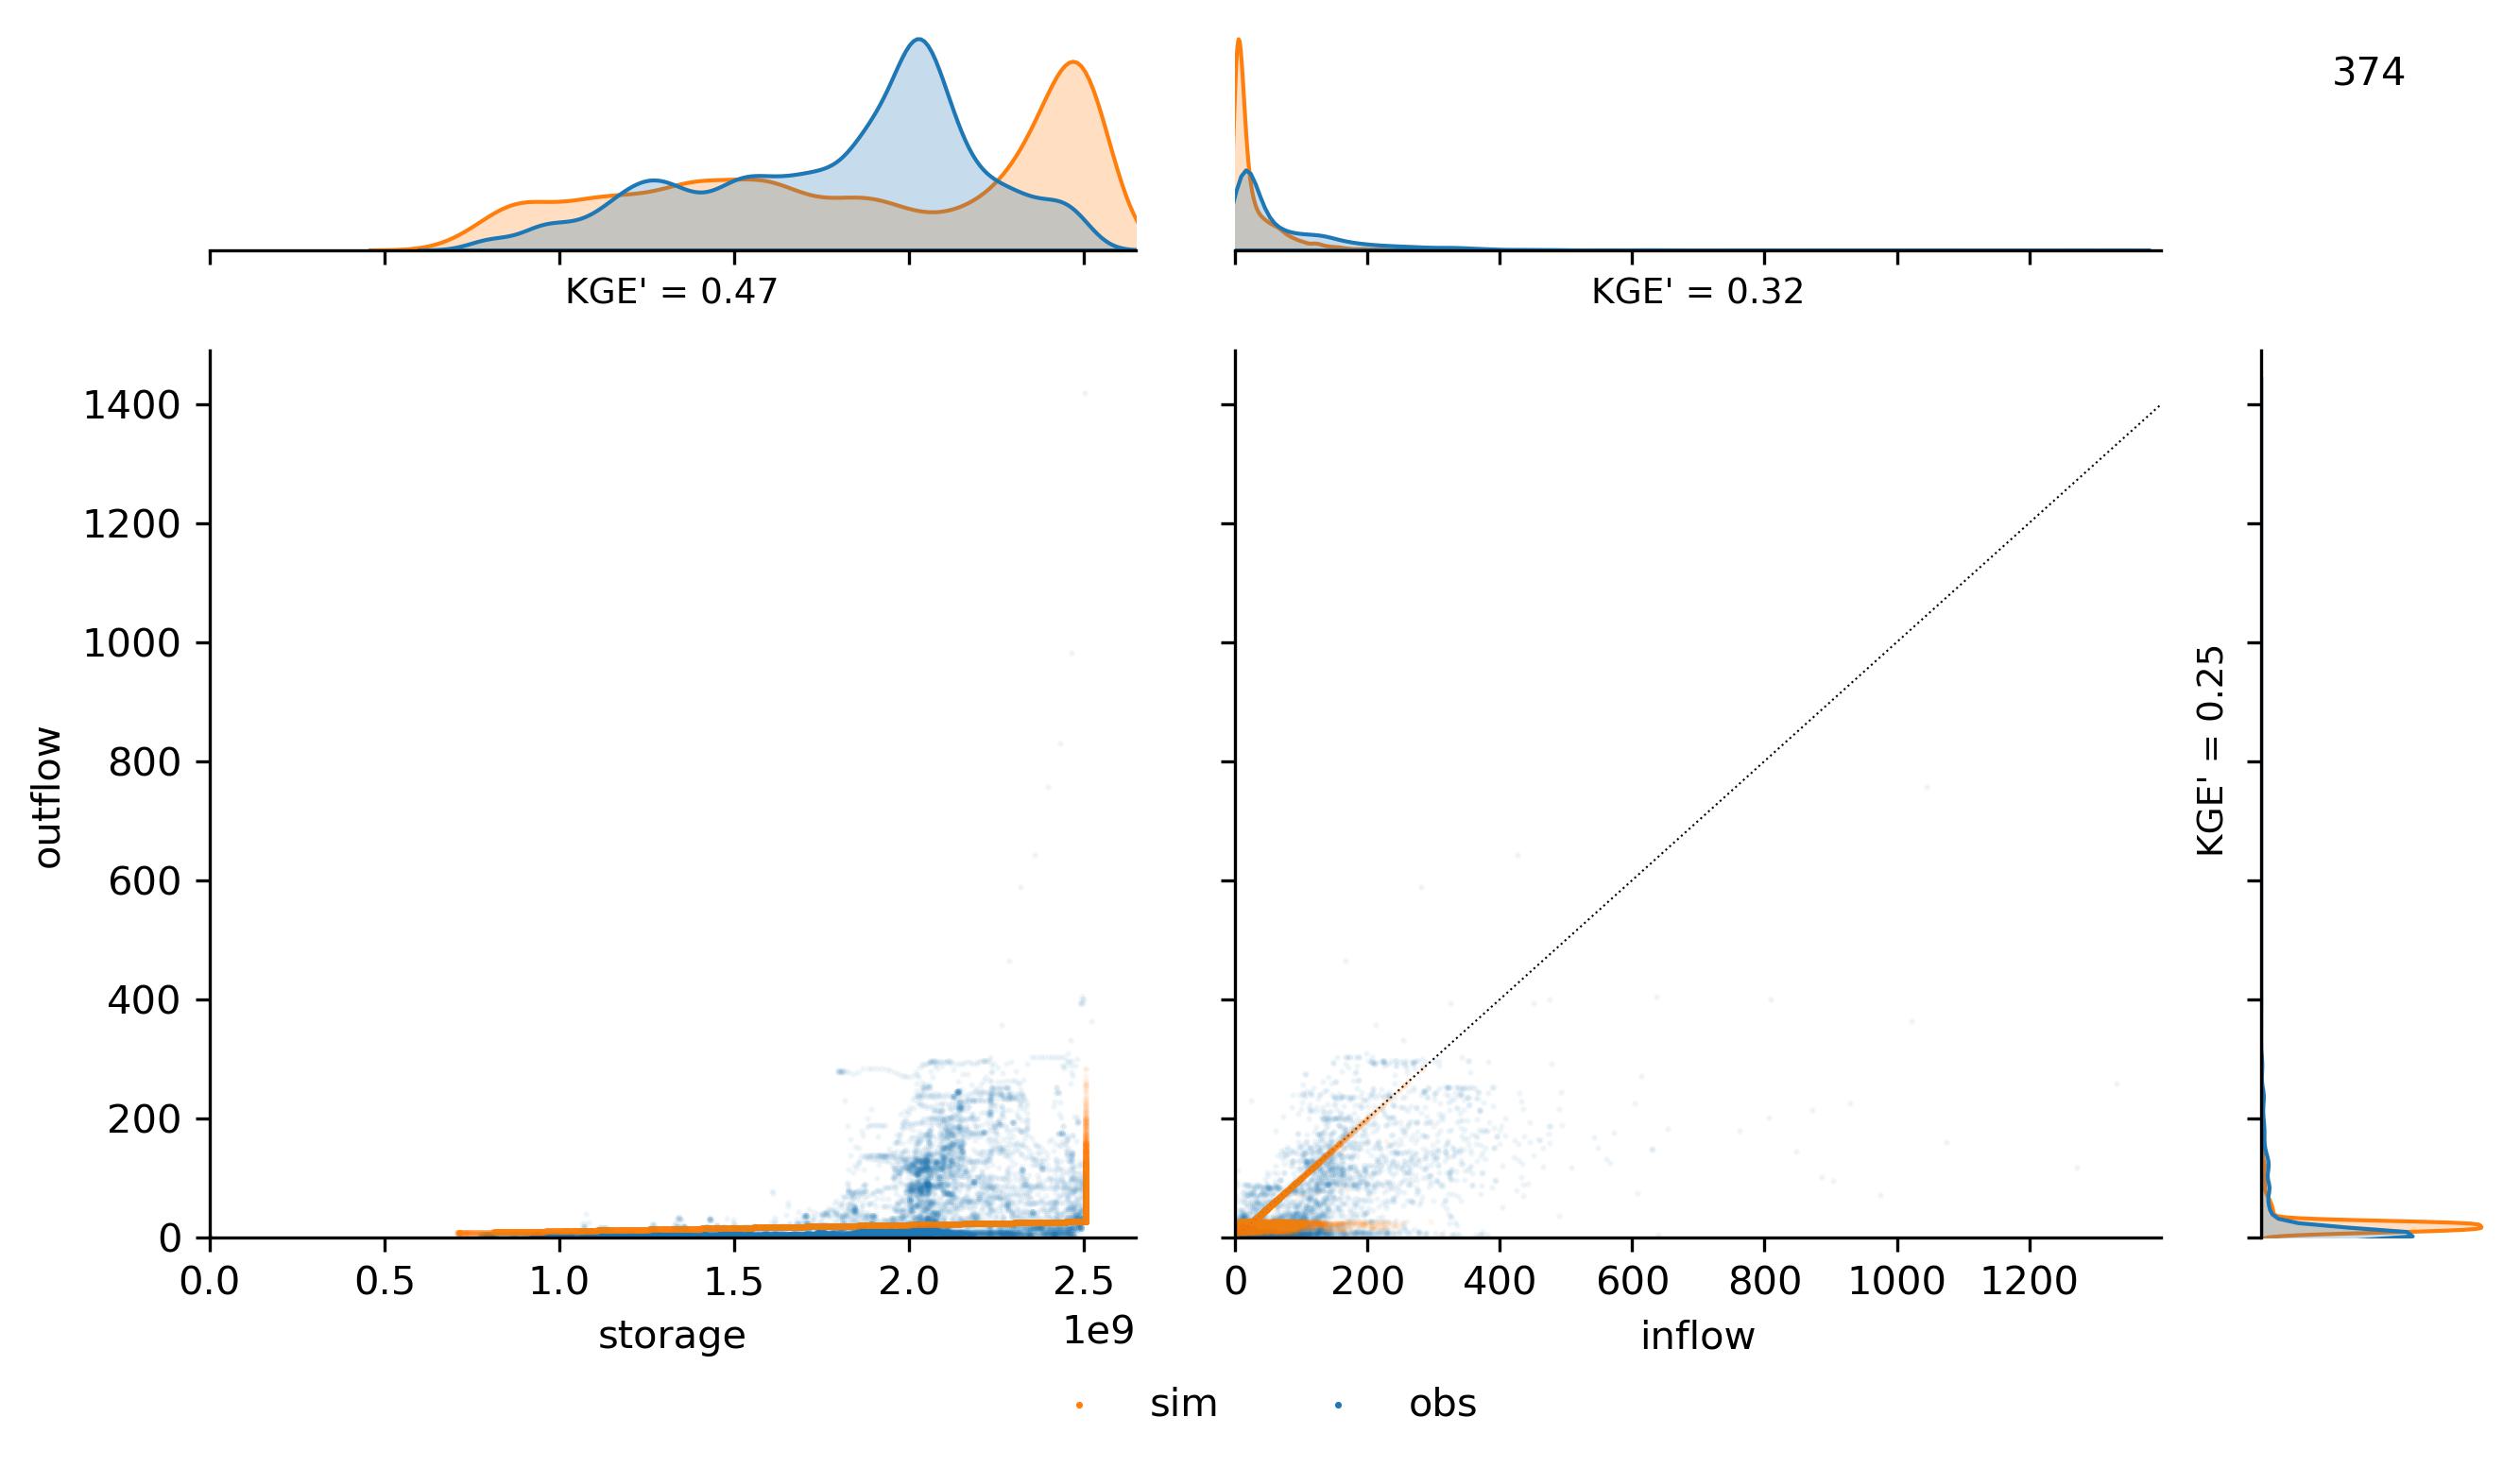 374
KGE' = 0.47
KGE' = 0.32
1400
1200
1000
800
600
400
200
0
outflow
KGE' = 0.25
0.0 0.5 1.0 1.5 2.0 2.5
1e9
storage
0 200 400 600 800 1000 1200
inflow
sim obs